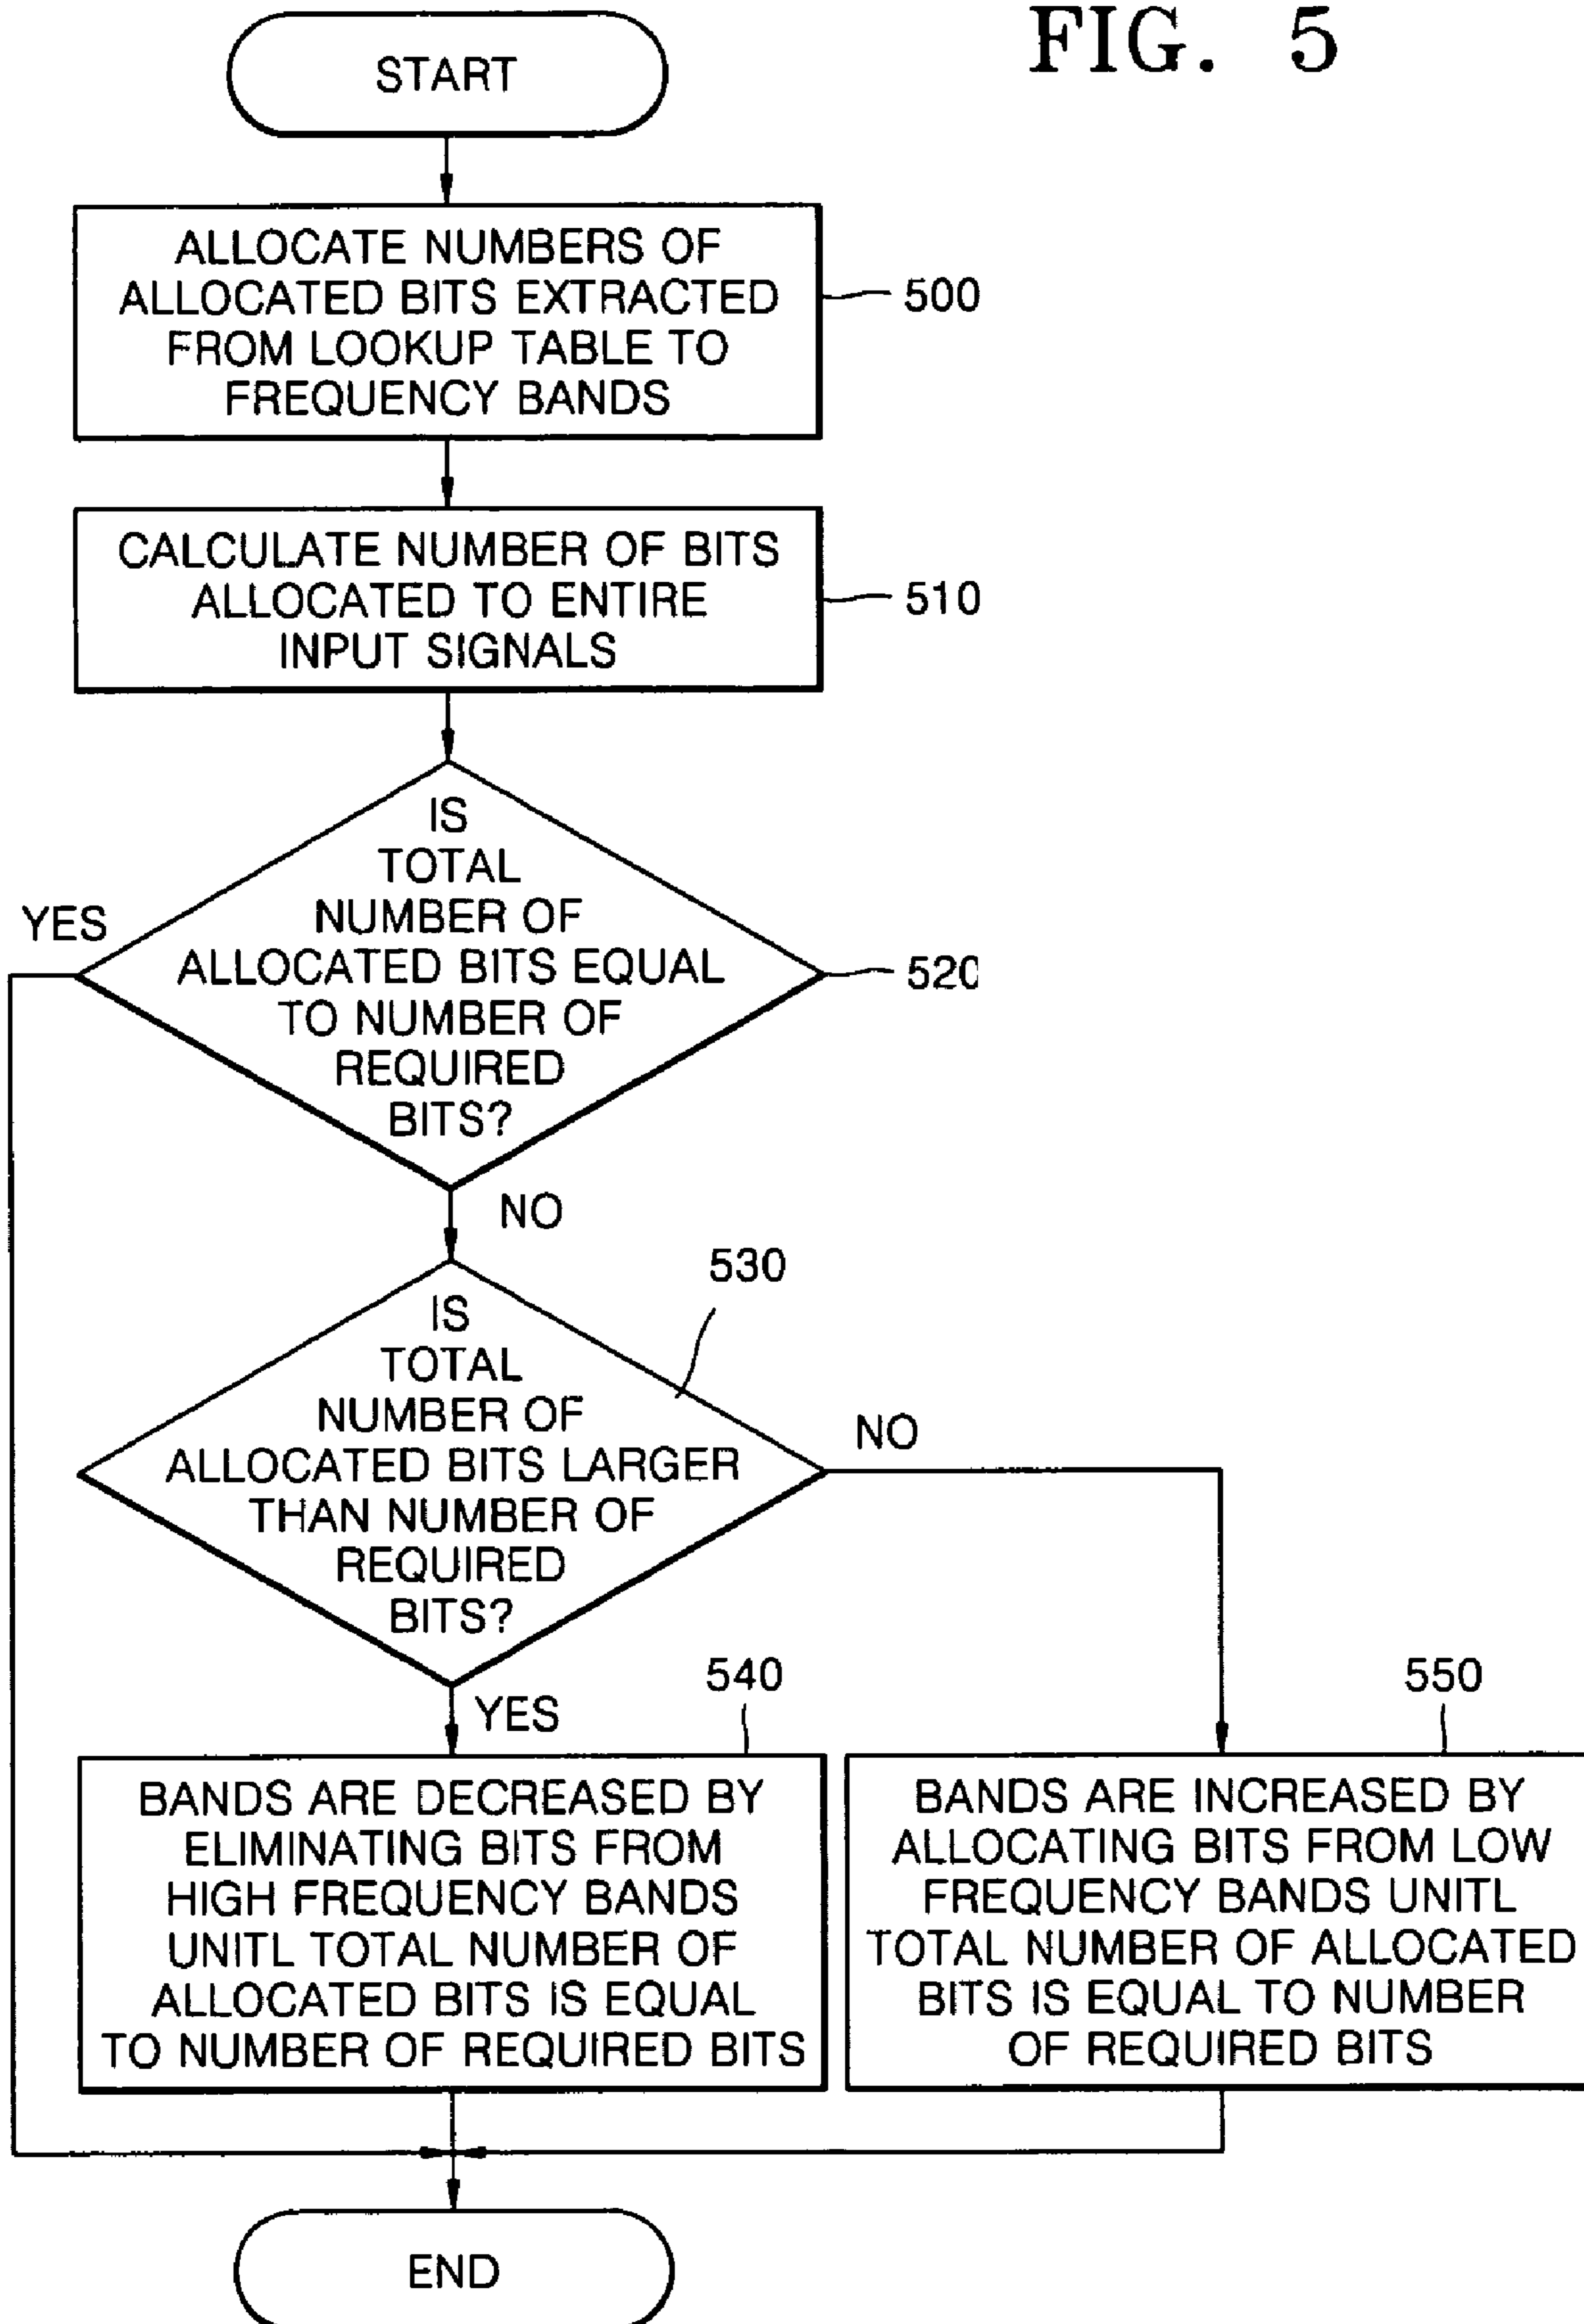 FIG. 5
START
ALLOCATE NUMBERS OF
ALLOCATED BITS EXTRACTED
FROM LOOKUP TABLE TO
FREQUENCY BANDS
500
CALCULATE NUMBER OF BITS
ALLOCATED TO ENTIRE
INPUT SIGNALS
510
IS
TOTAL
NUMBER OF
ALLOCATED BITS EQUAL
TO NUMBER OF
REQUIRED
BITS?
YES
520
NO
530
IS
TOTAL
NUMBER OF
ALLOCATED BITS LARGER
THAN NUMBER OF
REQUIRED
BITS?
NO
YES
540
BANDS ARE DECREASED BY
ELIMINATING BITS FROM
HIGH FREQUENCY BANDS
UNITL TOTAL NUMBER OF
ALLOCATED BITS IS EQUAL
TO NUMBER OF REQUIRED BITS
550
BANDS ARE INCREASED BY
ALLOCATING BITS FROM LOW
FREQUENCY BANDS UNITL
TOTAL NUMBER OF ALLOCATED
BITS IS EQUAL TO NUMBER
OF REQUIRED BITS
END